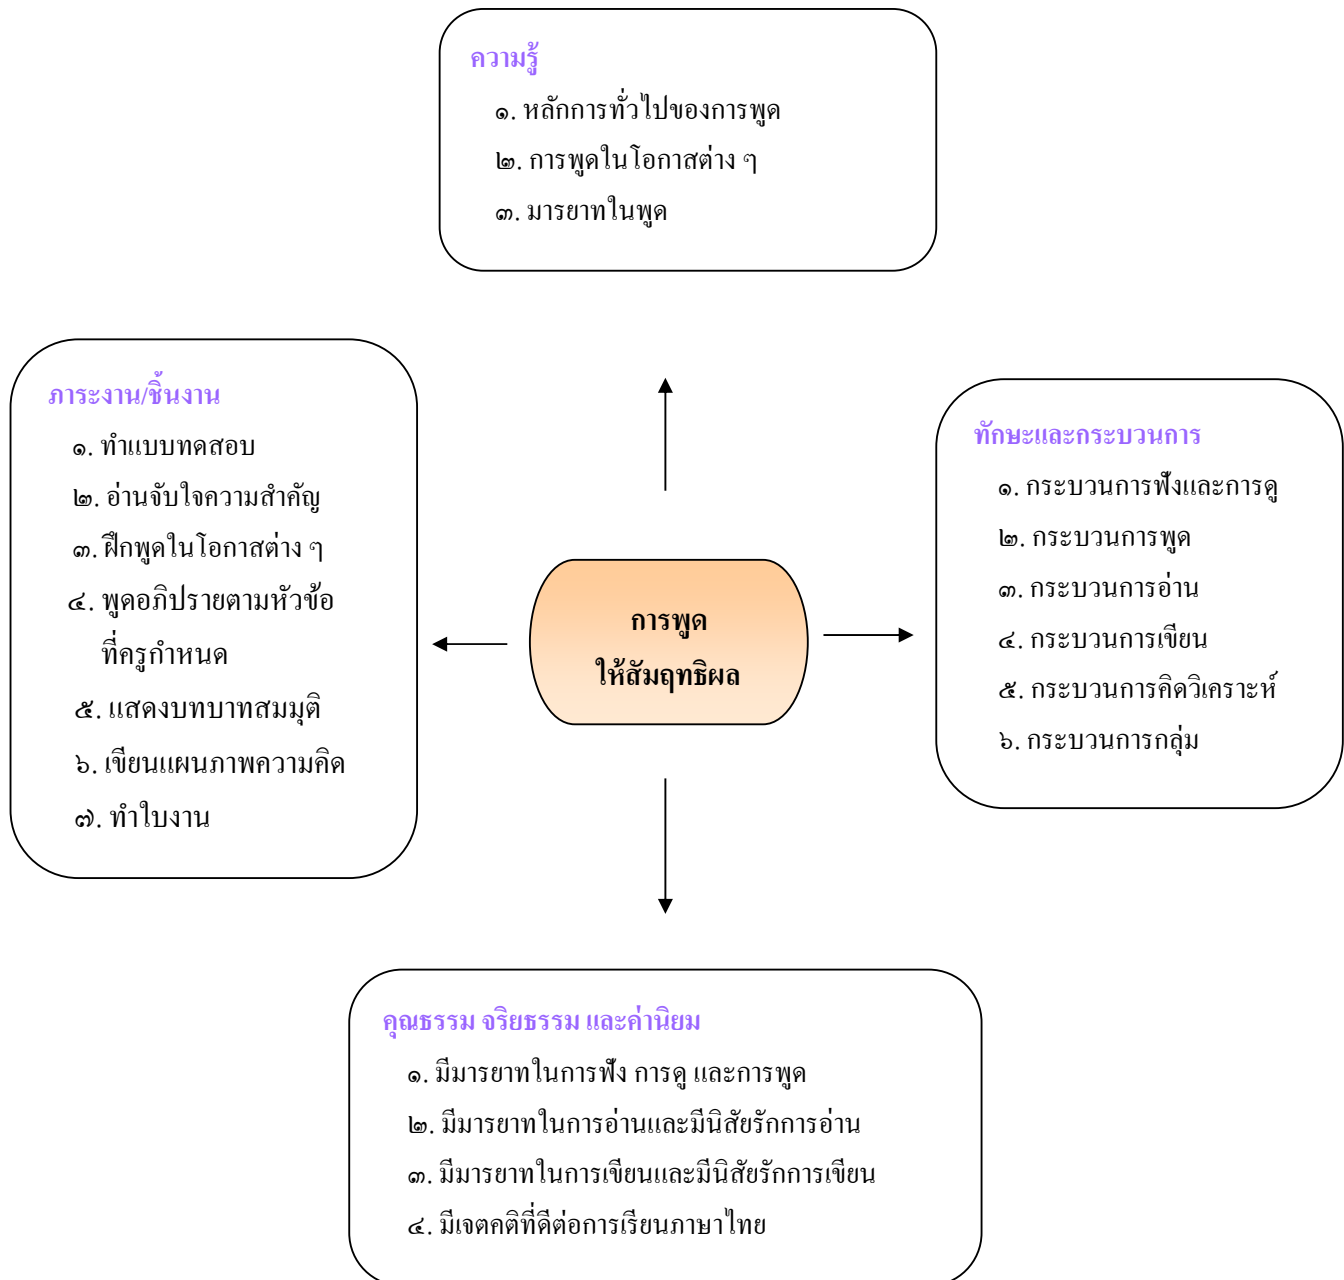 ความรู้
๑. หลักการทั่วไปของการพูด
๒. การพูดในโอกาสต่าง ๆ
๓. มารยาทในพูด
ภาระงาน/ชิ้นงาน
๑. ทำแบบทดสอบ
๒. อ่านจับใจความสำคัญ
๓. ฝึกพูดในโอกาสต่าง ๆ
๔. พูดอภิปรายตามหัวข้อ
ที่ครูกำหนด
๕. แสดงบทบาทสมมุติ
๖. เขียนแผนภาพความคิด
๗. ทำใบงาน
การพูด
ให้สัมฤทธิผล
ทักษะและกระบวนการ
๑. กระบวนการฟังและการดู
๒. กระบวนการพูด
๓. กระบวนการอ่าน
๔. กระบวนการเขียน
๕. กระบวนการคิดวิเคราะห์
๖. กระบวนการกลุ่ม
คุณธรรม จริยธรรม และค่านิยม
๑. มีมารยาทในการฟัง การดู และการพูด
๒. มีมารยาทในการอ่านและมีนิสัยรักการอ่าน
๓. มีมารยาทในการเขียนและมีนิสัยรักการเขียน
๔. มีเจตคติที่ดีต่อการเรียนภาษาไทย